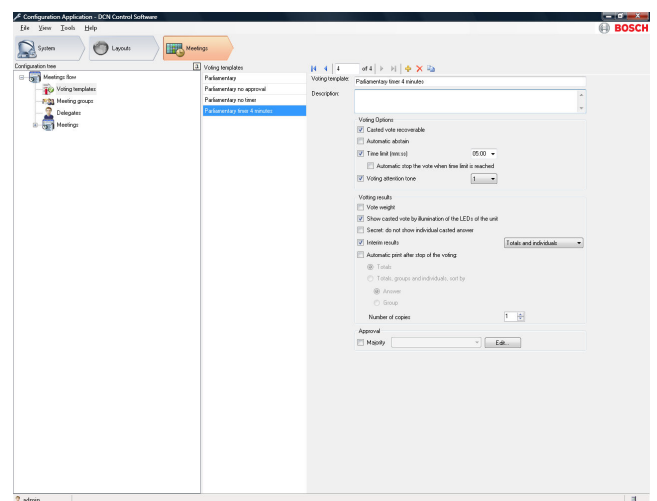 Configuration Application - DCN Control Software
File View Tools Help
BOSCH
System
Layouts
Meetings
Configuration tree
Meetings flow
Voting templates
Meeting groups
Delegates
Meetings
Voting templates
Parliamentary
Parliamentary no approval
Parliamentary no timer
Parliamentary timer 4 minutes
4 of 4
Voting template: Parliamentary timer 4 minutes
Description:
Voting Options
Casted vote recoverable
Automatic abstain
Time limit (mm:ss) 05:00
Automatic stop the vote when time limit is reached
Voting attention tone 1
Votting results
Vote weight
Show casted vote by illumination of the LEDs of the unit
Secret: do not show individual casted answer
Interim results Totals and individuals
Automatic print after stop of the voting:
Totals
Totals, groups and individuals, sort by
Answer
Group
Number of copies 1
Approval
Majority Edit...
admin